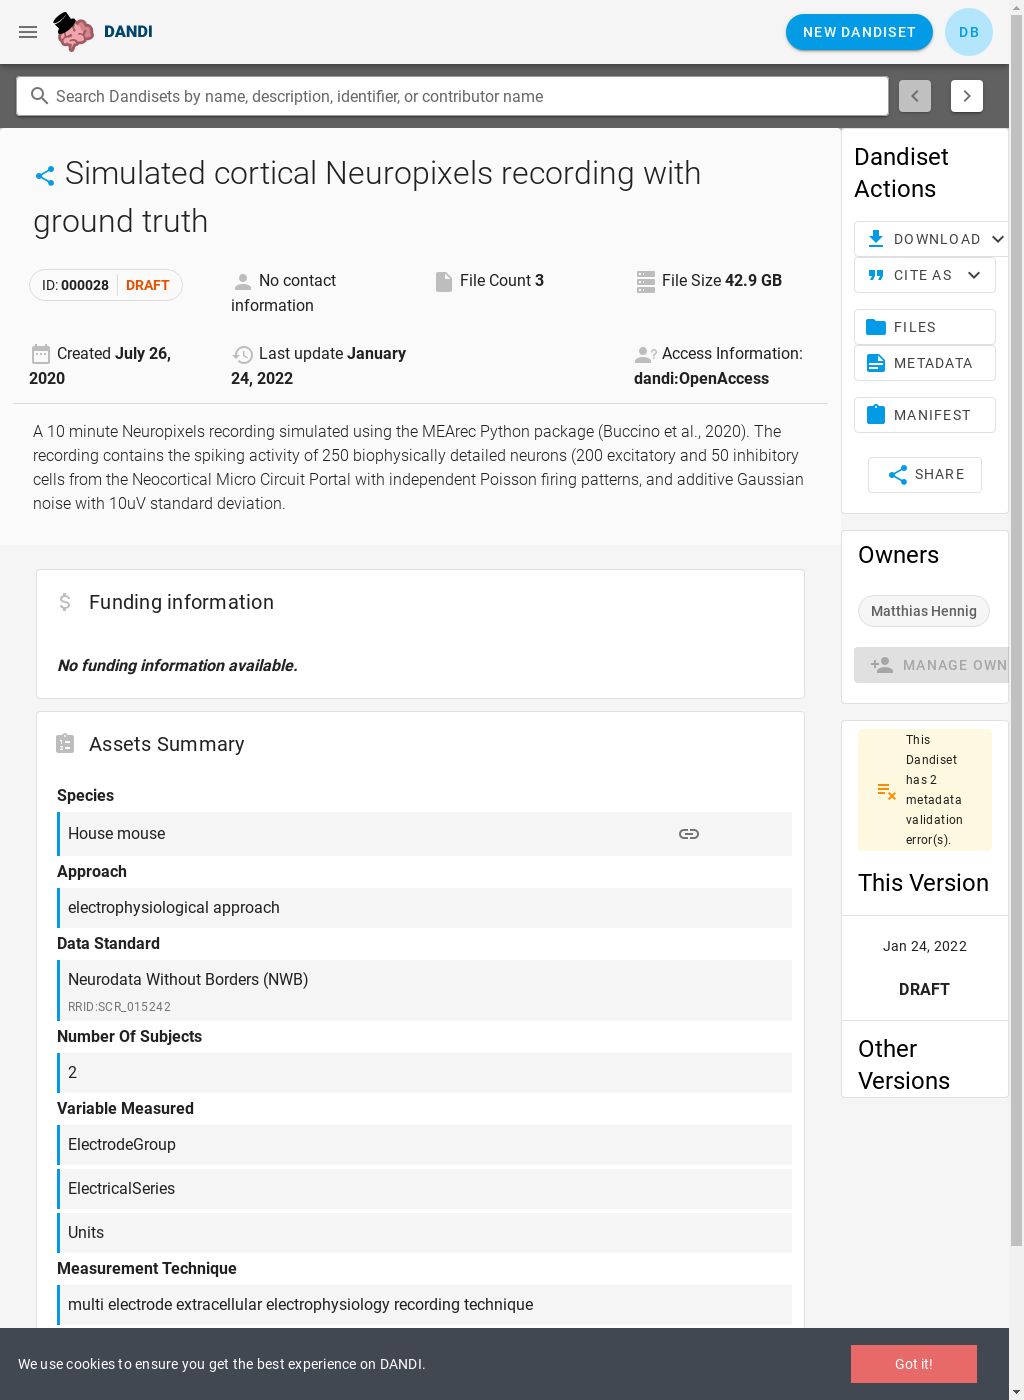 DANDI
NEW DANDISET
DB
Search Dandisets by name, description, identifier, or contributor name
Simulated cortical Neuropixels recording with
ground truth
ID: 000028 DRAFT
No contact
information
File Count 3
File Size 42.9 GB
Created July 26,
2020
Last update January
24, 2022
Access Information:
dandi:OpenAccess
A 10 minute Neuropixels recording simulated using the MEArec Python package (Buccino et al., 2020). The
recording contains the spiking activity of 250 biophysically detailed neurons (200 excitatory and 50 inhibitory
cells from the Neocortical Micro Circuit Portal with independent Poisson firing patterns, and additive Gaussian
noise with 10uV standard deviation.
Funding information
No funding information available.
Assets Summary
Species
House mouse
Approach
electrophysiological approach
Data Standard
Neurodata Without Borders (NWB)
RRID:SCR_015242
Number Of Subjects
2
Variable Measured
ElectrodeGroup
ElectricalSeries
Units
Measurement Technique
multi electrode extracellular electrophysiology recording technique
Dandiset
Actions
DOWNLOAD
CITE AS
FILES
METADATA
MANIFEST
SHARE
Owners
Matthias Hennig
MANAGE OWN
This
Dandiset
has 2
metadata
validation
error(s).
This Version
Jan 24, 2022
DRAFT
Other
Versions
We use cookies to ensure you get the best experience on DANDI.
Got it!